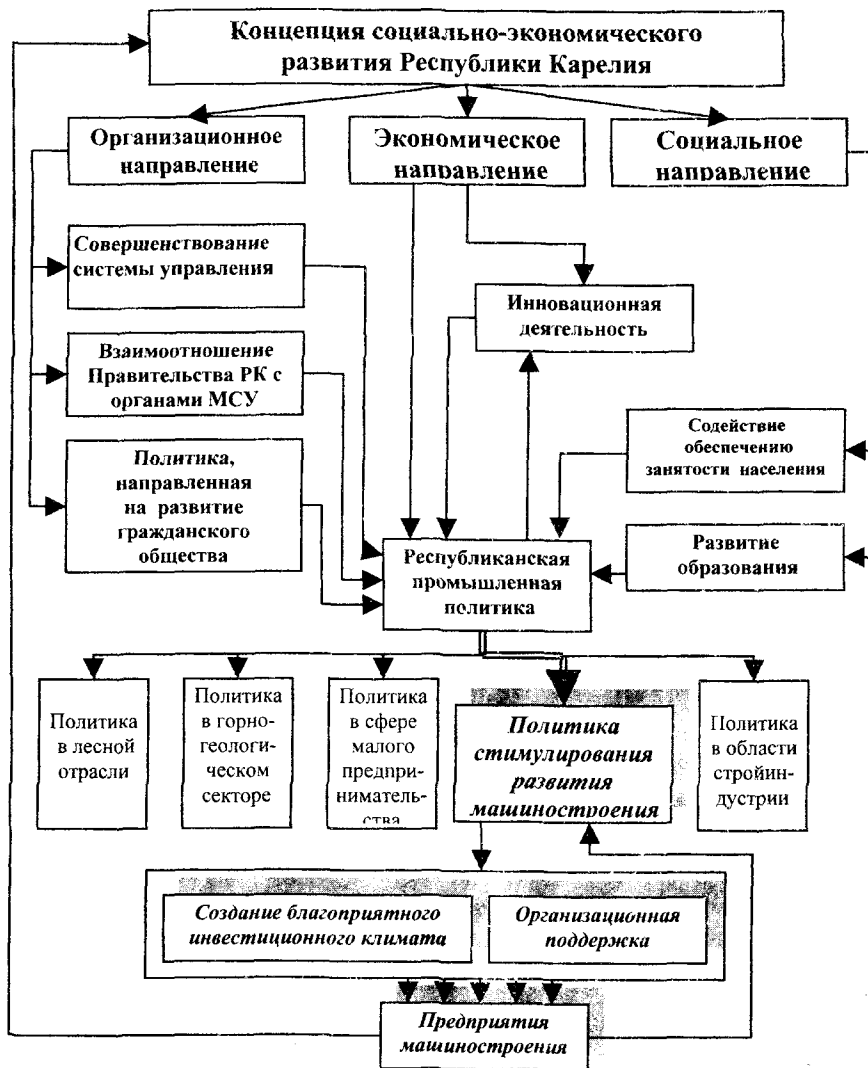 Концепция социально-экономического
развития Республики Карелия
Организационное
направление
Экономическое
направление
Социальное
направление
Совершенствование
системы управления
Инновационная
деятельность
Взаимоотношение
Правительства РК с
органами МСУ
Содействие
обеспечению
занятости населения
Политика,
направленная
на развитие
гражданского
общества
Республиканская
промышленная
политика
Развитие
образования
Политика
в лесной
отрасли
Политика
в горно-
геологи-
ческом
секторе
Политика
в сфере
малого
предпри-
ниматель-
ства
Политика
стимулирования
развития
машиностроения
Политика
в области
стройин-
дустрии
Создание благоприятного
инвестиционного климата
Организационная
поддержка
Предприятия
машиностроения